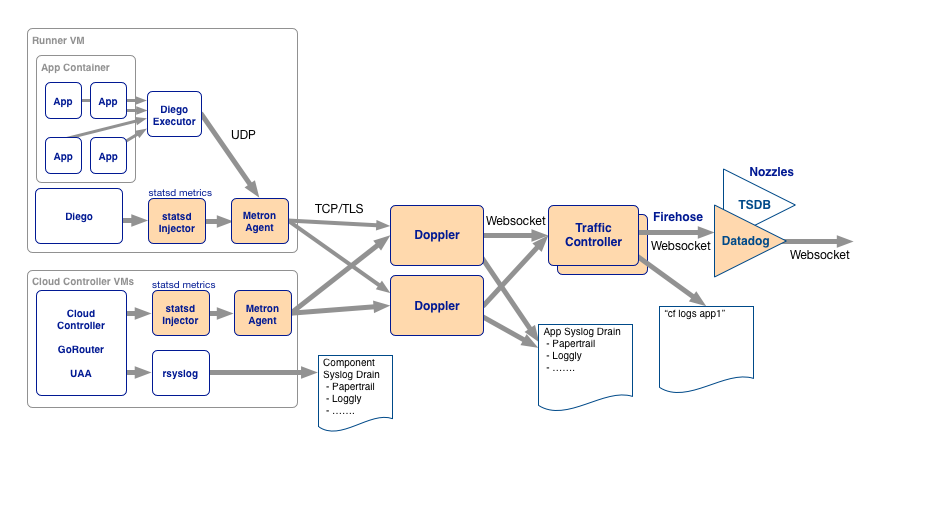 Runner VM
App Container
App
App
Diego
Executor
App
App
UDP
statsd metrics
Diego
statsd
Injector
Metron
Agent
TCP/TLS
Doppler
Websocket
Traffic
Controller
Firehose
Websocket
Nozzles
TSDB
Datadog
Websocket
Cloud Controller VMs
statsd metrics
Cloud
Controller
GoRouter
UAA
statsd
Injector
Metron
Agent
Doppler
rsyslog
Component
Syslog Drain
- Papertrail
- Loggly
- …….
App Syslog Drain
- Papertrail
- Loggly
- …….
“cf logs app1”